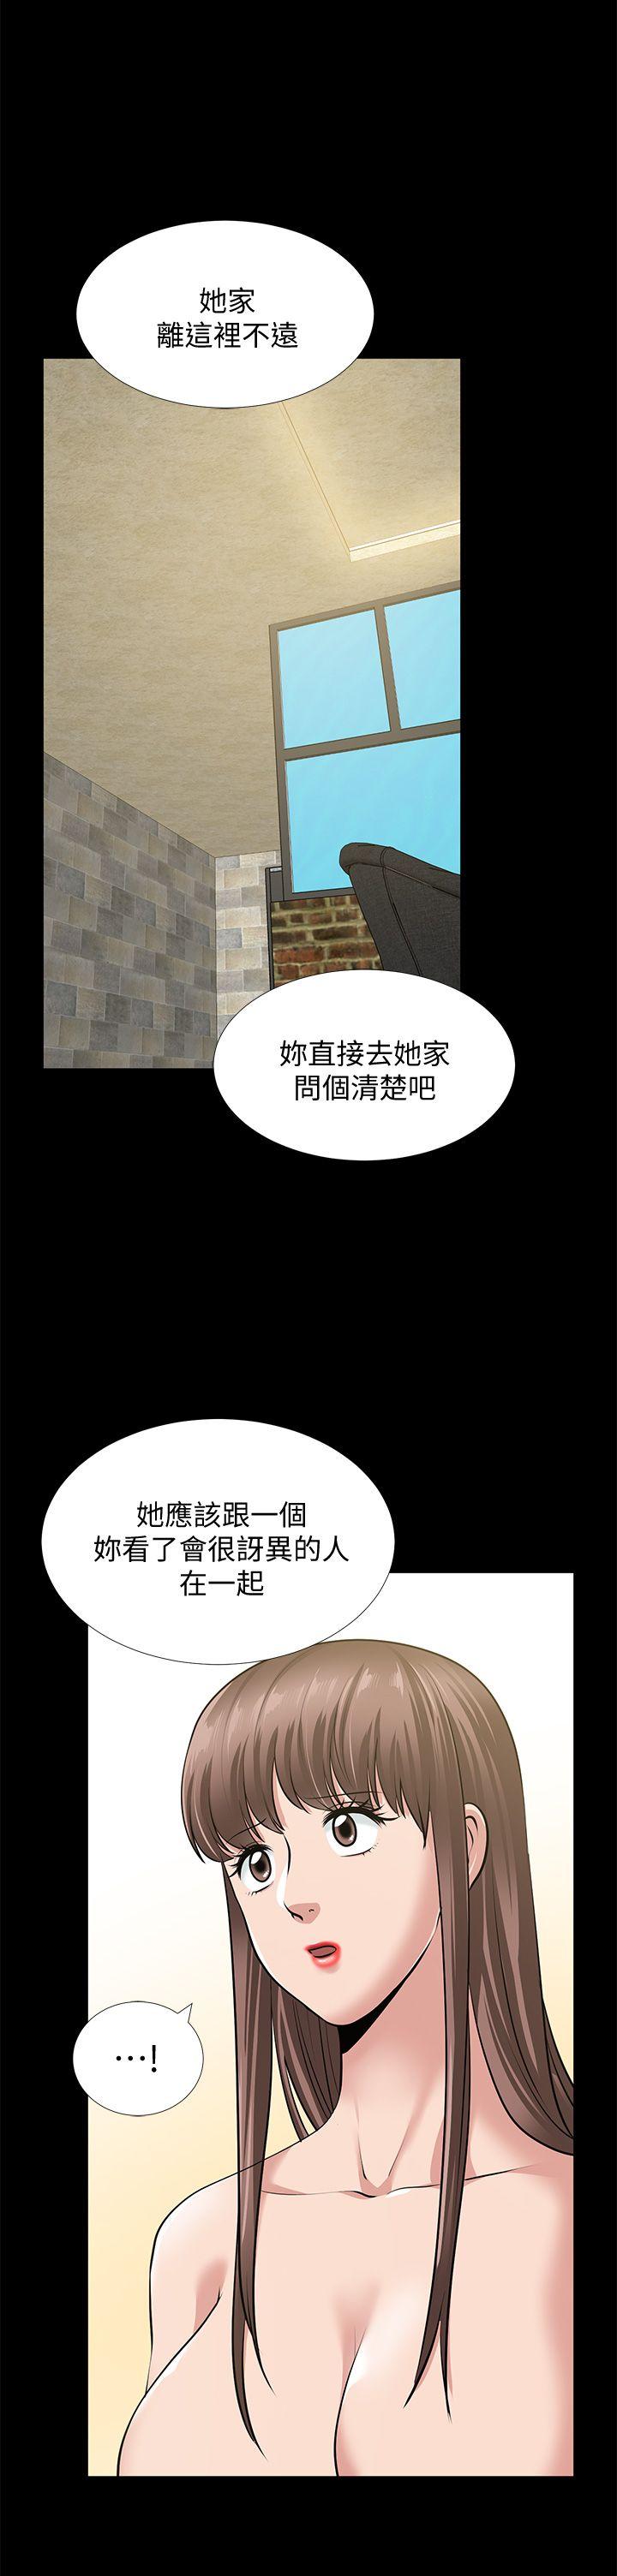 她家
離這裡不遠
妳直接去她家
問個清楚吧
她應該跟一個
妳看了會很訝異的人
在一起
…!